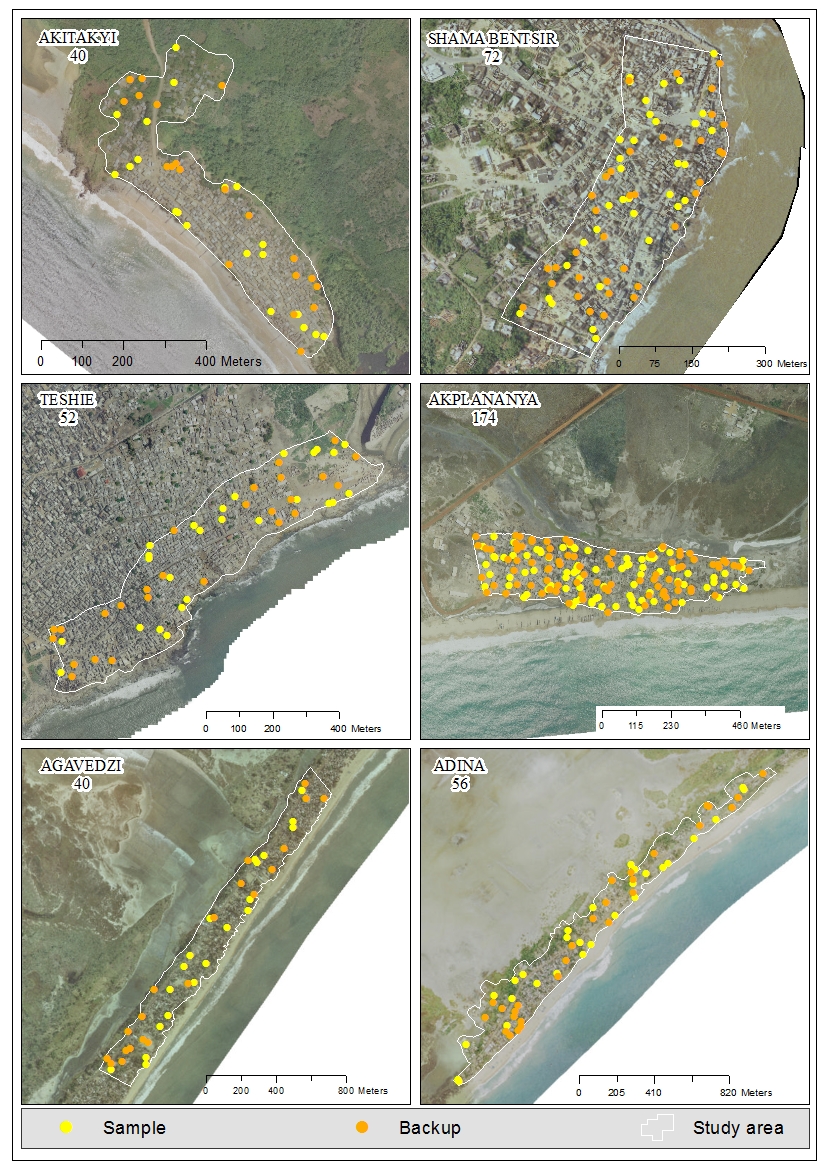 AKITAKYI
40
0 100 200 400 Meters
SHAMA BENTSIR
72
0 75 150 300 Meters
TESHIE
52
0 100 200 400 Meters
AKPLANANYA
174
0 115 230 460 Meters
AGAVEDZI
40
0 200 400 800 Meters
ADINA
56
0 205 410 820 Meters
Sample Backup Study area